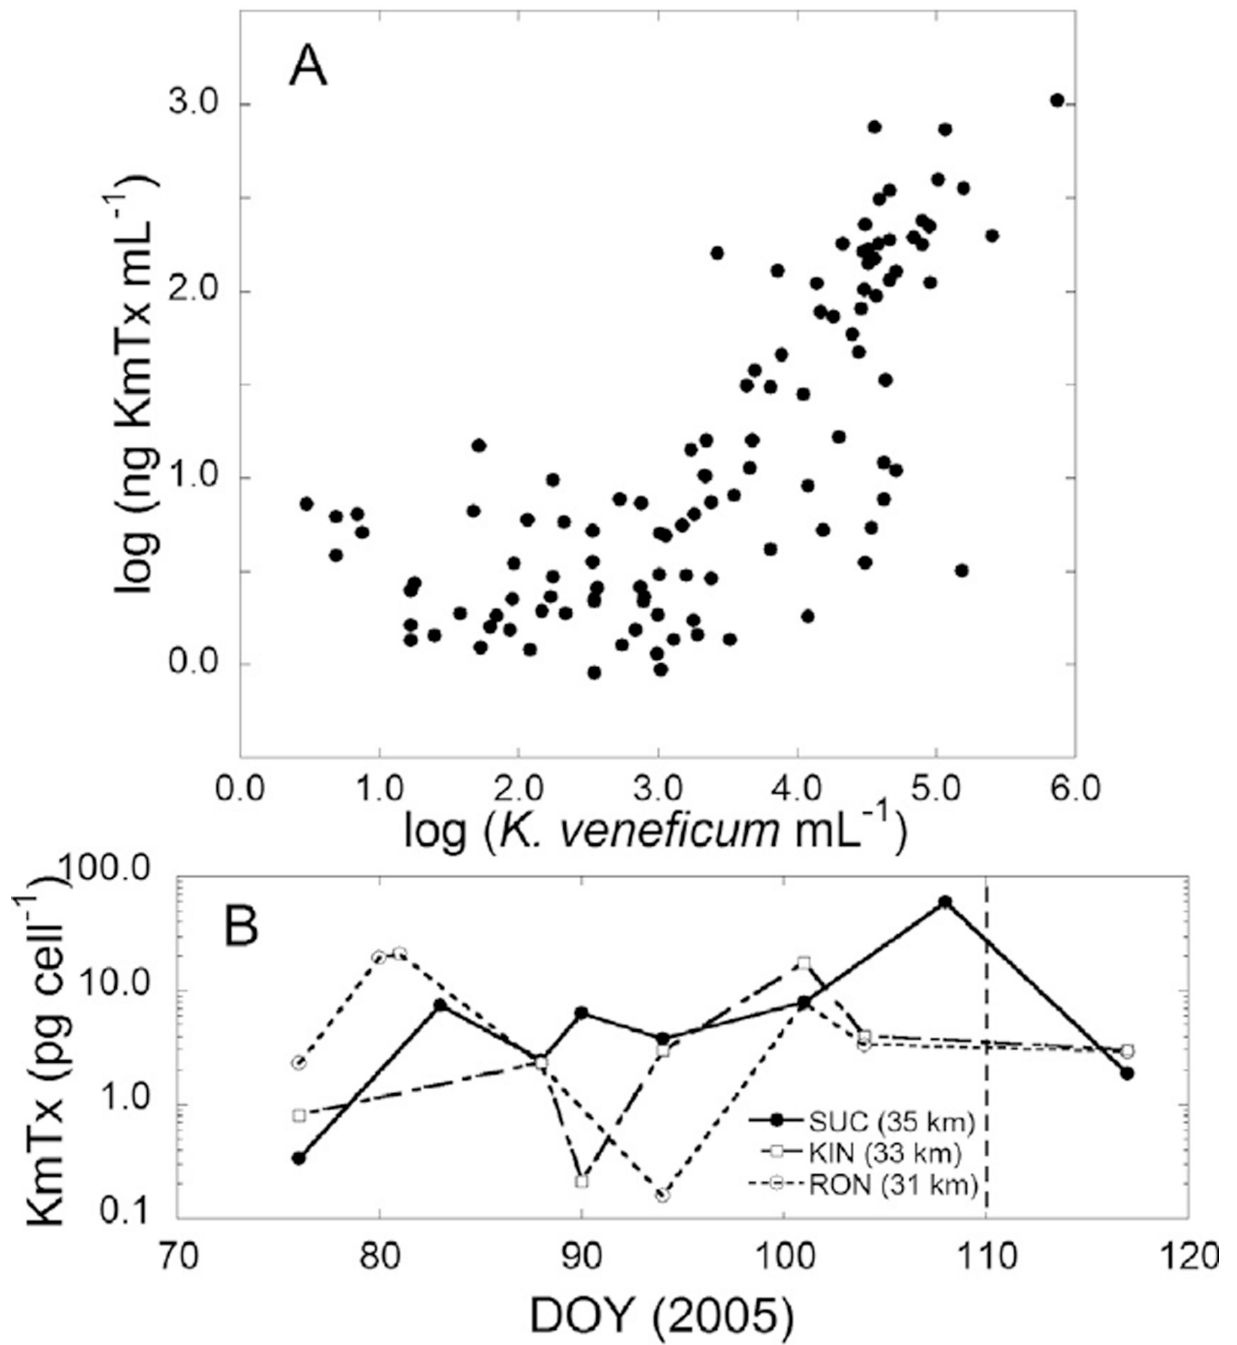 A
log (ng KmTx mL⁻¹)
3.0
2.0
1.0
0.0
0.0 1.0 2.0 3.0 4.0 5.0 6.0
log (K. veneficum mL⁻¹)
B
KmTx (pg cell⁻¹)
100.0
10.0
1.0
0.1
SUC (35 km)
KIN (33 km)
RON (31 km)
70 80 90 100 110 120
DOY (2005)